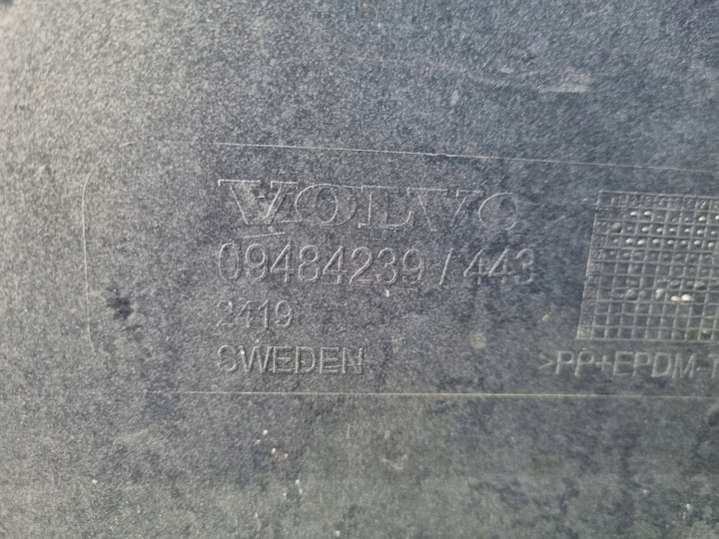 VOLVO
09484239 / 443
2419
SWEDEN
>PP+EPDM-